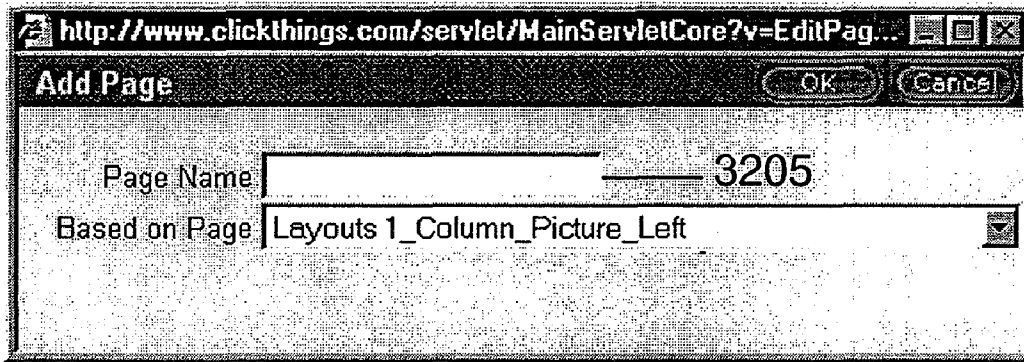 http://www.clickthings.com/servlet/MainServletCore?v=EditPag...
Add Page OK Cancel
Page Name 3205
Based on Page Layouts 1_Column_Picture_Left